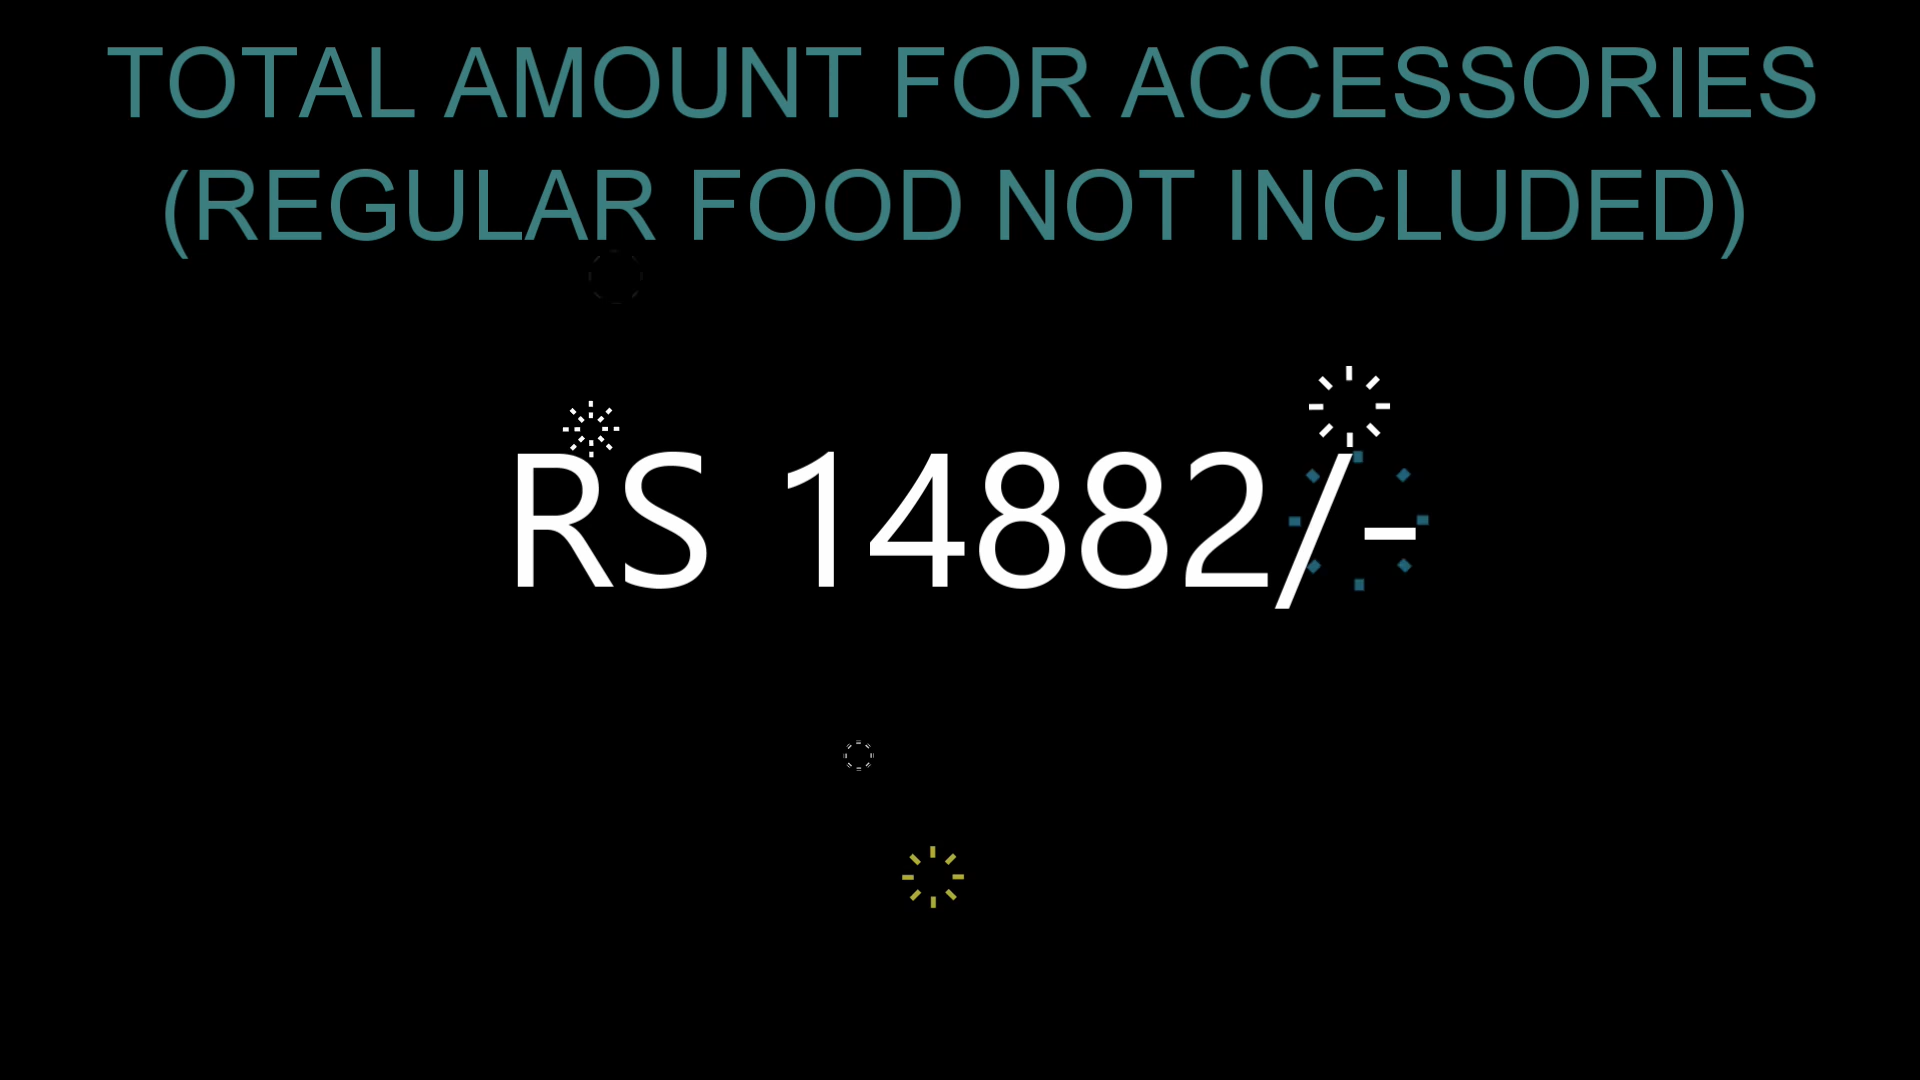 TOTAL AMOUNT FOR ACCESSORIES
(REGULAR FOOD NOT INCLUDED)
RS 14882/-